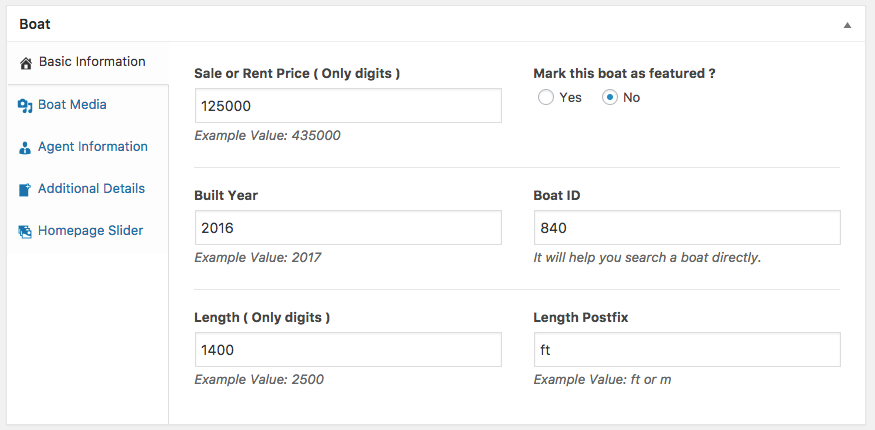 Boat
Basic Information
Boat Media
Agent Information
Additional Details
Homepage Slider
Sale or Rent Price ( Only digits )
125000
Example Value: 435000
Mark this boat as featured ?
Yes No
Built Year
2016
Example Value: 2017
Boat ID
840
It will help you search a boat directly.
Length ( Only digits )
1400
Example Value: 2500
Length Postfix
ft
Example Value: ft or m